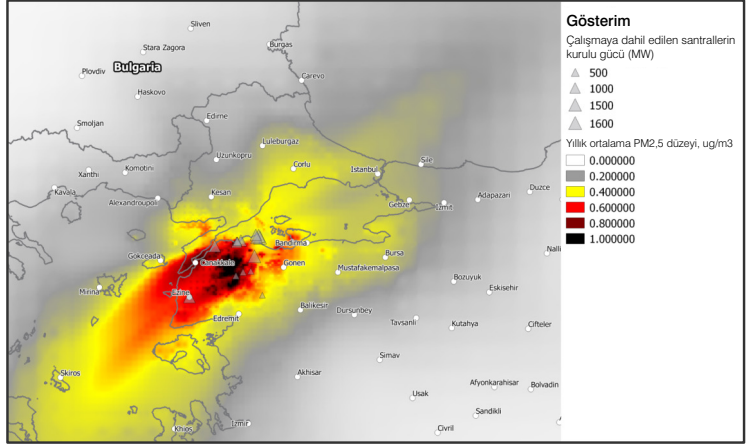 Sliven
Stara Zagora
Burgas
Bulgaria
Plovdiv
Carevo
Haskovo
Smoljan
Edirne
Luleburgaz
Uzunkopru
Komotini
Xanthi
Corlu
Istanbul
Sile
Kavala
Kesan
Alexandroupoli
Gebze
Izmit
Adapazari
Duzce
Bandirma
Gokceada
Canakkale
Gonen
Bursa
Mustafakemalpasa
Nalli
Mirina
Ezine
Bozuyuk
Eskisehir
Edremit
Balikesir
Dursunbey
Tavsanli
Kutahya
Cifteler
Simav
Skiros
Akhisar
Afyonkarahisar
Bolvadin
Usak
Sandikli
Khios
Izmir
Civril
Gösterim
Çalışmaya dahil edilen santrallerin
kurulu gücü (MW)
500
1000
1500
1600
Yıllık ortalama PM2,5 düzeyi, ug/m3
0.000000
0.200000
0.400000
0.600000
0.800000
1.000000